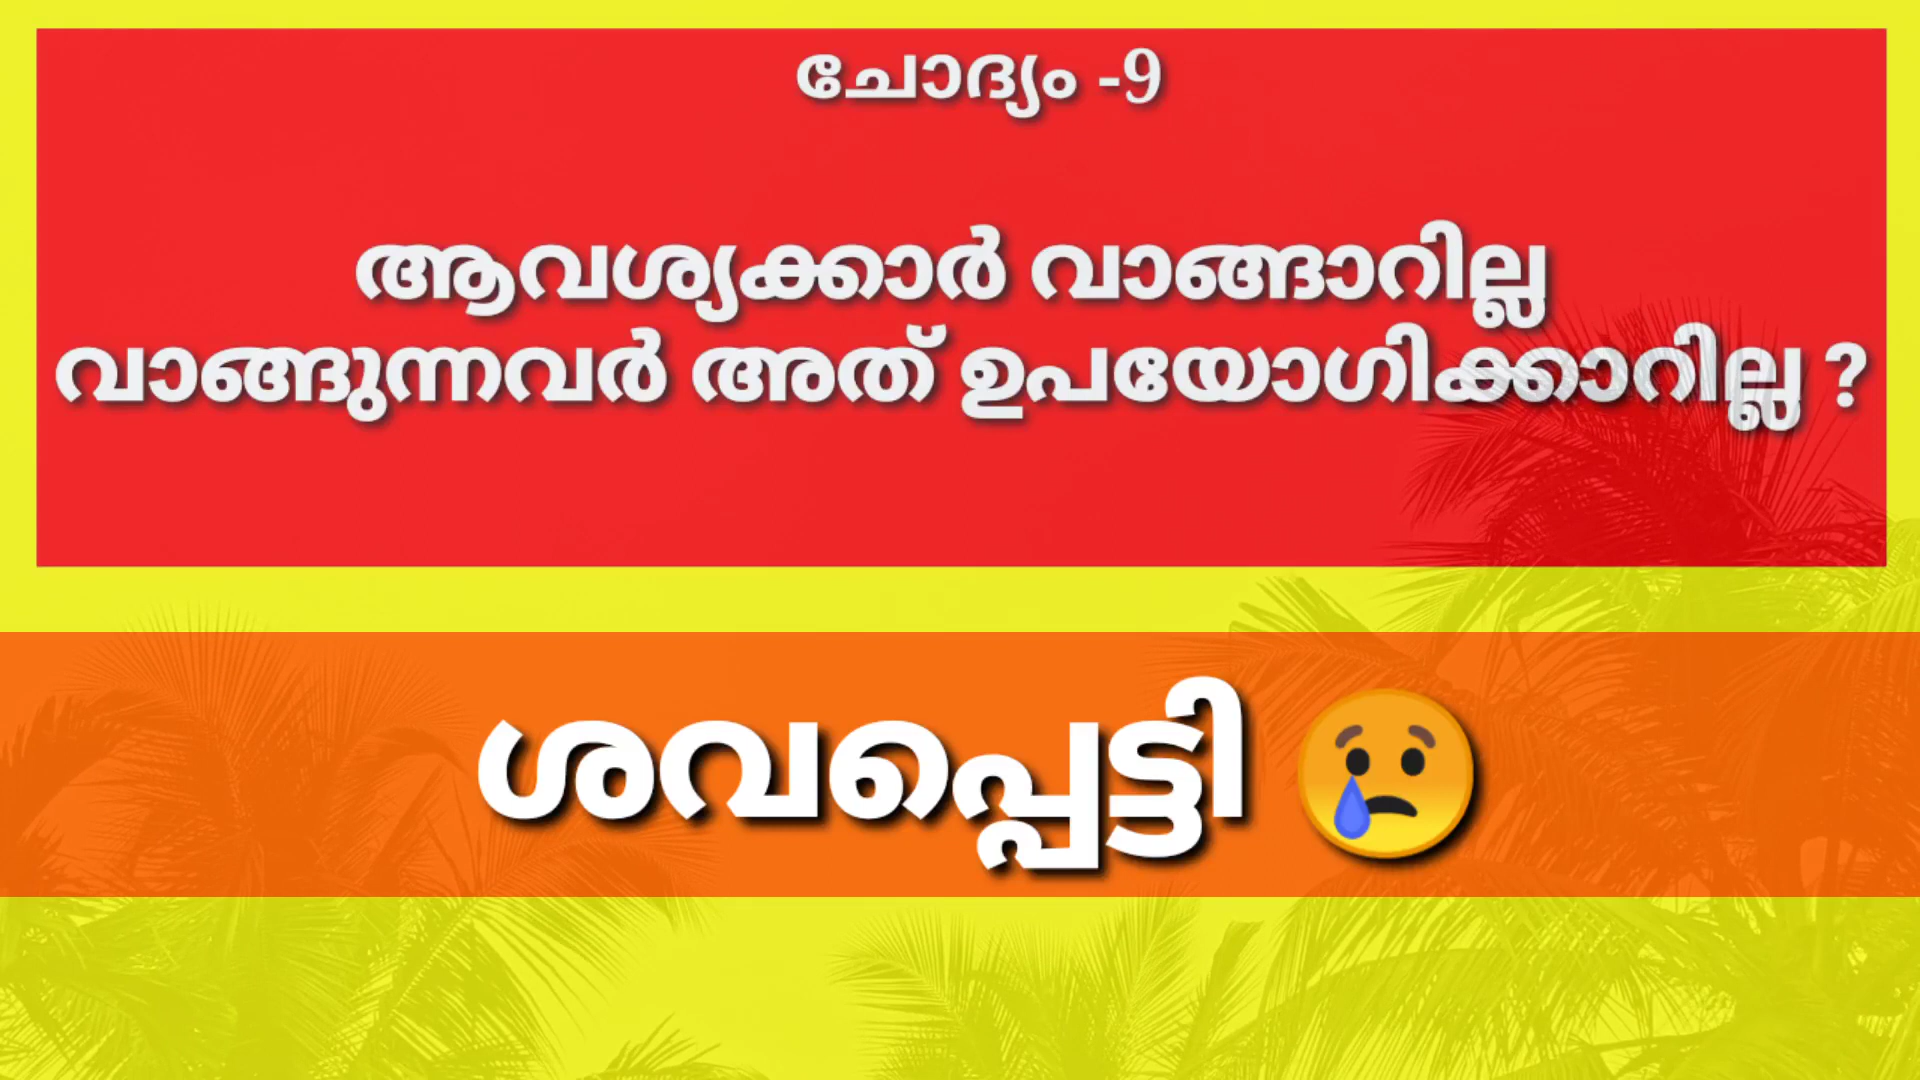 ചോദ്യം -9
ആവശ്യക്കാർ വാങ്ങാറില്ല
വാങ്ങുന്നവർ അത് ഉപയോഗിക്കാറില്ല ?
ശവപ്പെട്ടി 😢